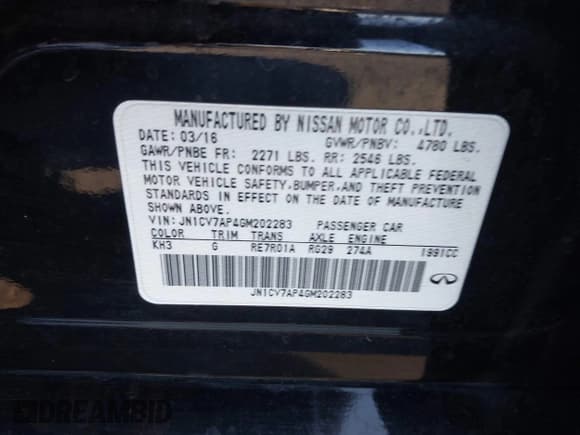 MANUFACTURED BY NISSAN MOTOR CO.,LTD.
DATE: 03/16 GVWR/PNBV: 4780 LBS.
GAWR/PNBE FR: 2271 LBS. RR: 2546 LBS.
THIS VEHICLE CONFORMS TO ALL APPLICABLE FEDERAL
MOTOR VEHICLE SAFETY,BUMPER,AND THEFT PREVENTION
STANDARDS IN EFFECT ON THE DATE OF MANUFACTURE
SHOWN ABOVE.
VIN: JN1CV7AP4GM202283 PASSENGER CAR
COLOR TRIM TRANS AXLE ENGINE
KH3 G RE7R01A RG29 274A 1991CC
JN1CV7AP4GM202283
DREAMBID